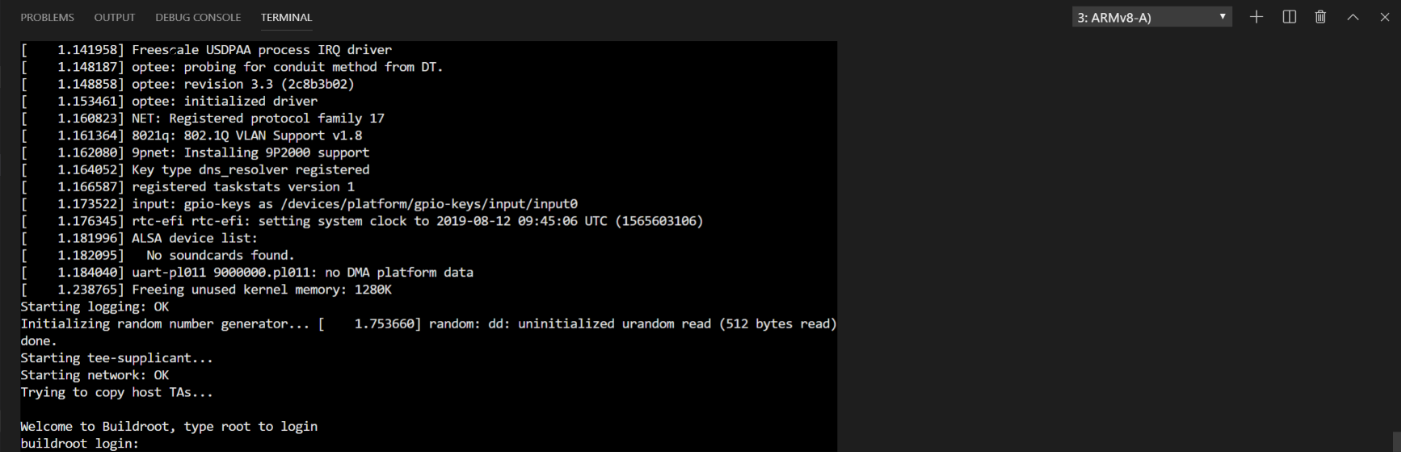 PROBLEMS OUTPUT DEBUG CONSOLE TERMINAL 3: ARMv8-A)
[    1.141958] Freescale USDPAA process IRQ driver
[    1.148187] optee: probing for conduit method from DT.
[    1.148858] optee: revision 3.3 (2c8b3b02)
[    1.153461] optee: initialized driver
[    1.160823] NET: Registered protocol family 17
[    1.161364] 8021q: 802.1Q VLAN Support v1.8
[    1.162080] 9pnet: Installing 9P2000 support
[    1.164052] Key type dns_resolver registered
[    1.166587] registered taskstats version 1
[    1.173522] input: gpio-keys as /devices/platform/gpio-keys/input/input0
[    1.176345] rtc-efi rtc-efi: setting system clock to 2019-08-12 09:45:06 UTC (1565603106)
[    1.181996] ALSA device list:
[    1.182095]   No soundcards found.
[    1.184040] uart-pl011 9000000.pl011: no DMA platform data
[    1.238765] Freeing unused kernel memory: 1280K
Starting logging: OK
Initializing random number generator... [    1.753660] random: dd: uninitialized urandom read (512 bytes read)
done.
Starting tee-supplicant...
Starting network: OK
Trying to copy host TAs...
Welcome to Buildroot, type root to login
buildroot login: